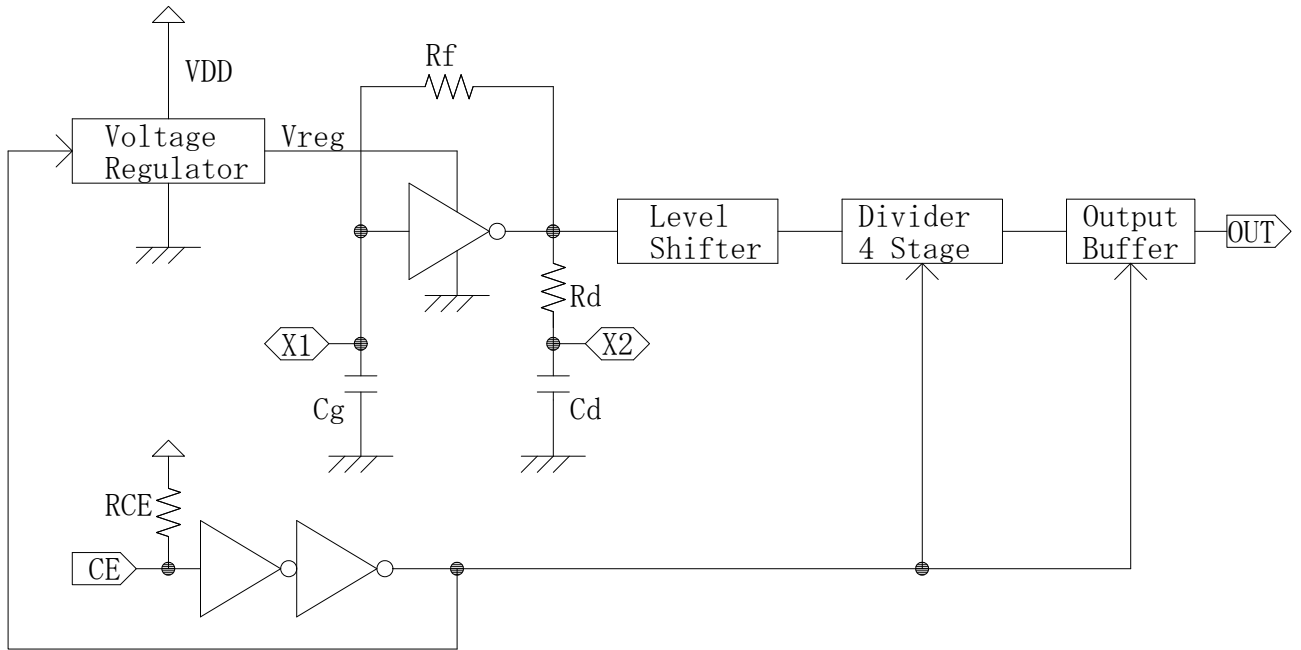 VDD
Rf
Voltage
Regulator
Vreg
Level
Shifter
Divider
4 Stage
Output
Buffer
OUT
Rd
X1
X2
Cg
Cd
RCE
CE